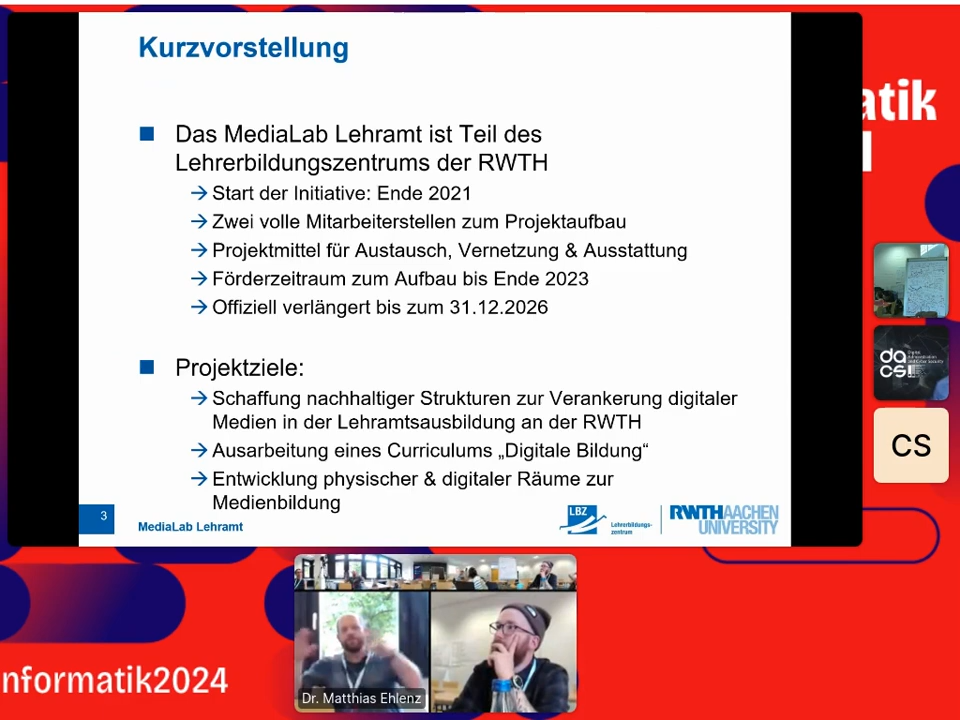 Kurzvorstellung
Das MediaLab Lehramt ist Teil des
Lehrerbildungszentrums der RWTH
→ Start der Initiative: Ende 2021
→ Zwei volle Mitarbeiterstellen zum Projektaufbau
→ Projektmittel für Austausch, Vernetzung & Ausstattung
→ Förderzeitraum zum Aufbau bis Ende 2023
→ Offiziell verlängert bis zum 31.12.2026
Projektziele:
→ Schaffung nachhaltiger Strukturen zur Verankerung digitaler
Medien in der Lehramtsausbildung an der RWTH
→ Ausarbeitung eines Curriculums „Digitale Bildung“
→ Entwicklung physischer & digitaler Räume zur
Medienbildung
3
MediaLab Lehramt
LBZ
Lehrerbildungs-
zentrum
RWTHAACHEN
UNIVERSITY
atik
da
cs
CS
nformatik2024
Dr. Matthias Ehlenz